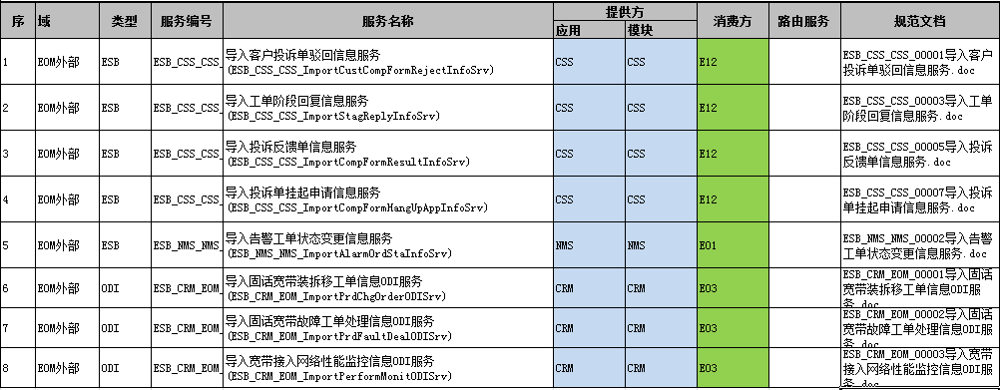 序 域 类型 服务编号 服务名称 提供方 消费方 路由服务 规范文档
应用 模块
1 EOM外部 ESB ESB_CSS_CSS_ 导入客户投诉单驳回信息服务 CSS CSS E12 ESB_CSS_CSS_00001导入客户
(ESB_CSS_CSS_ImportCustCompFormRejectInfoSrv) 投诉单驳回信息服务.doc
2 EOM外部 ESB ESB_CSS_CSS_ 导入工单阶段回复信息服务 CSS CSS E12 ESB_CSS_CSS_00003导入工单
(ESB_CSS_CSS_ImportStagReplyInfoSrv) 阶段回复信息服务.doc
3 EOM外部 ESB ESB_CSS_CSS_ 导入投诉反馈单信息服务 CSS CSS E12 ESB_CSS_CSS_00005导入投诉
(ESB_CSS_CSS_ImportCompFormResultInfoSrv) 反馈单信息服务.doc
4 EOM外部 ESB ESB_CSS_CSS_ 导入投诉单挂起申请信息服务 CSS CSS E12 ESB_CSS_CSS_00007导入投诉
(ESB_CSS_CSS_ImportCompFormHangUpAppInfoSrv) 单挂起申请信息服务.doc
5 EOM外部 ESB ESB_NMS_NMS_ 导入告警工单状态变更信息服务 NMS NMS E01 ESB_NMS_NMS_00002导入告警
(ESB_NMS_NMS_ImportAlarmOrdStaInfoSrv) 工单状态变更信息服务.doc
6 EOM外部 ODI ESB_CRM_EOM_ 导入固话宽带装拆移工单信息ODI服务 CRM CRM E03 ESB_CRM_EOM_00001导入固话
(ESB_CRM_EOM_ImportPrdChgOrderODISrv) 宽带装拆移工单信息ODI服
务.doc
7 EOM外部 ODI ESB_CRM_EOM_ 导入固话宽带故障工单处理信息ODI服务 CRM CRM E03 ESB_CRM_EOM_00002导入固话
(ESB_CRM_EOM_ImportPrdFaultDealODISrv) 宽带故障工单处理信息ODI服
务.doc
8 EOM外部 ODI ESB_CRM_EOM_ 导入宽带接入网络性能监控信息ODI服务 CRM CRM E03 ESB_CRM_EOM_00003导入宽带
(ESB_CRM_EOM_ImportPerformMonitODISrv) 接入网络性能监控信息ODI服
务.doc